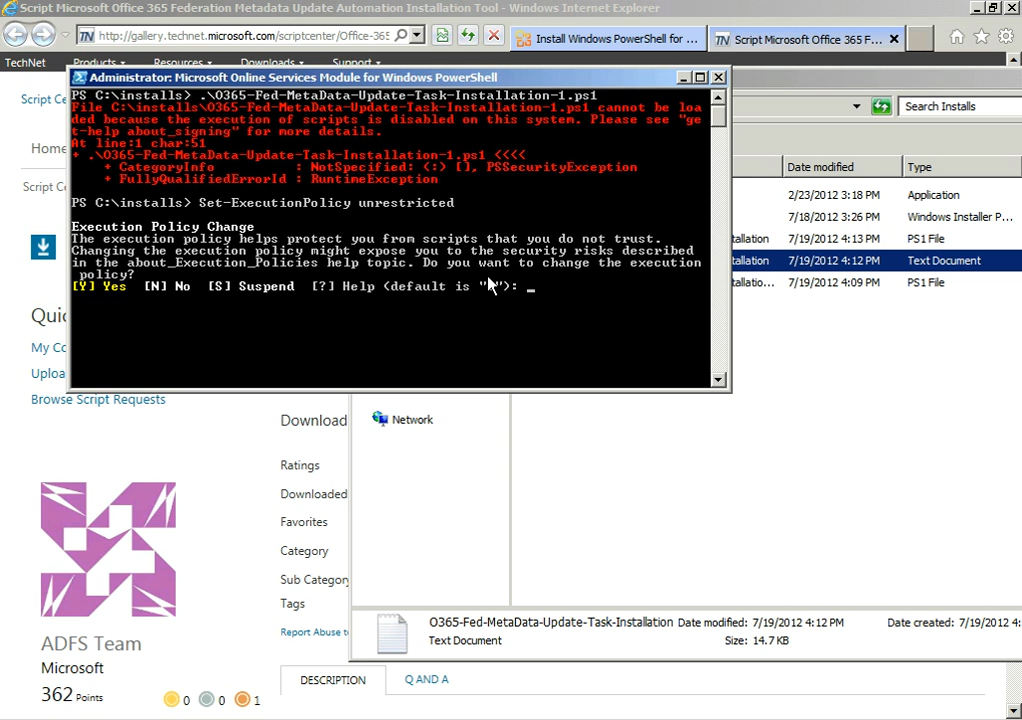 Script Microsoft Office 365 Federation Metadata Update Automation Installation Tool - Windows Internet Explorer
http://gallery.technet.microsoft.com/scriptcenter/Office-365
Install Windows PowerShell for ...
Script Microsoft Office 365 F...
TechNet Products Resources Downloads Support
Administrator: Microsoft Online Services Module for Windows PowerShell
PS C:\installs> .\O365-Fed-MetaData-Update-Task-Installation-1.ps1
File C:\installs\O365-Fed-MetaData-Update-Task-Installation-1.ps1 cannot be loa
ded because the execution of scripts is disabled on this system. Please see "ge
t-help about_signing" for more details.
At line:1 char:51
+ .\O365-Fed-MetaData-Update-Task-Installation-1.ps1 <<<<
+ CategoryInfo : NotSpecified: (:) [], PSSecurityException
+ FullyQualifiedErrorId : RuntimeException
PS C:\installs> Set-ExecutionPolicy unrestricted
Execution Policy Change
The execution policy helps protect you from scripts that you do not trust.
Changing the execution policy might expose you to the security risks described
in the about_Execution_Policies help topic. Do you want to change the execution
policy?
[Y] Yes [N] No [S] Suspend [?] Help (default is " "): _
Search Installs
Date modified Type
2/23/2012 3:18 PM Application
7/18/2012 3:26 PM Windows Installer P...
tallation 7/19/2012 4:13 PM PS1 File
tallation 7/19/2012 4:12 PM Text Document
tallatio... 7/19/2012 4:09 PM PS1 File
Script Ce
Home
Script C
Quic
My Co
Uploa
Browse Script Requests
Network
Download
Ratings
Downloaded
Favorites
Category
Sub Category
Tags
Report Abuse t
ADFS Team
Microsoft
362 Points
0 0 1
O365-Fed-MetaData-Update-Task-Installation Date modified: 7/19/2012 4:12 PM Date created: 7/19/2012 4:
Text Document Size: 14.7 KB
DESCRIPTION Q AND A